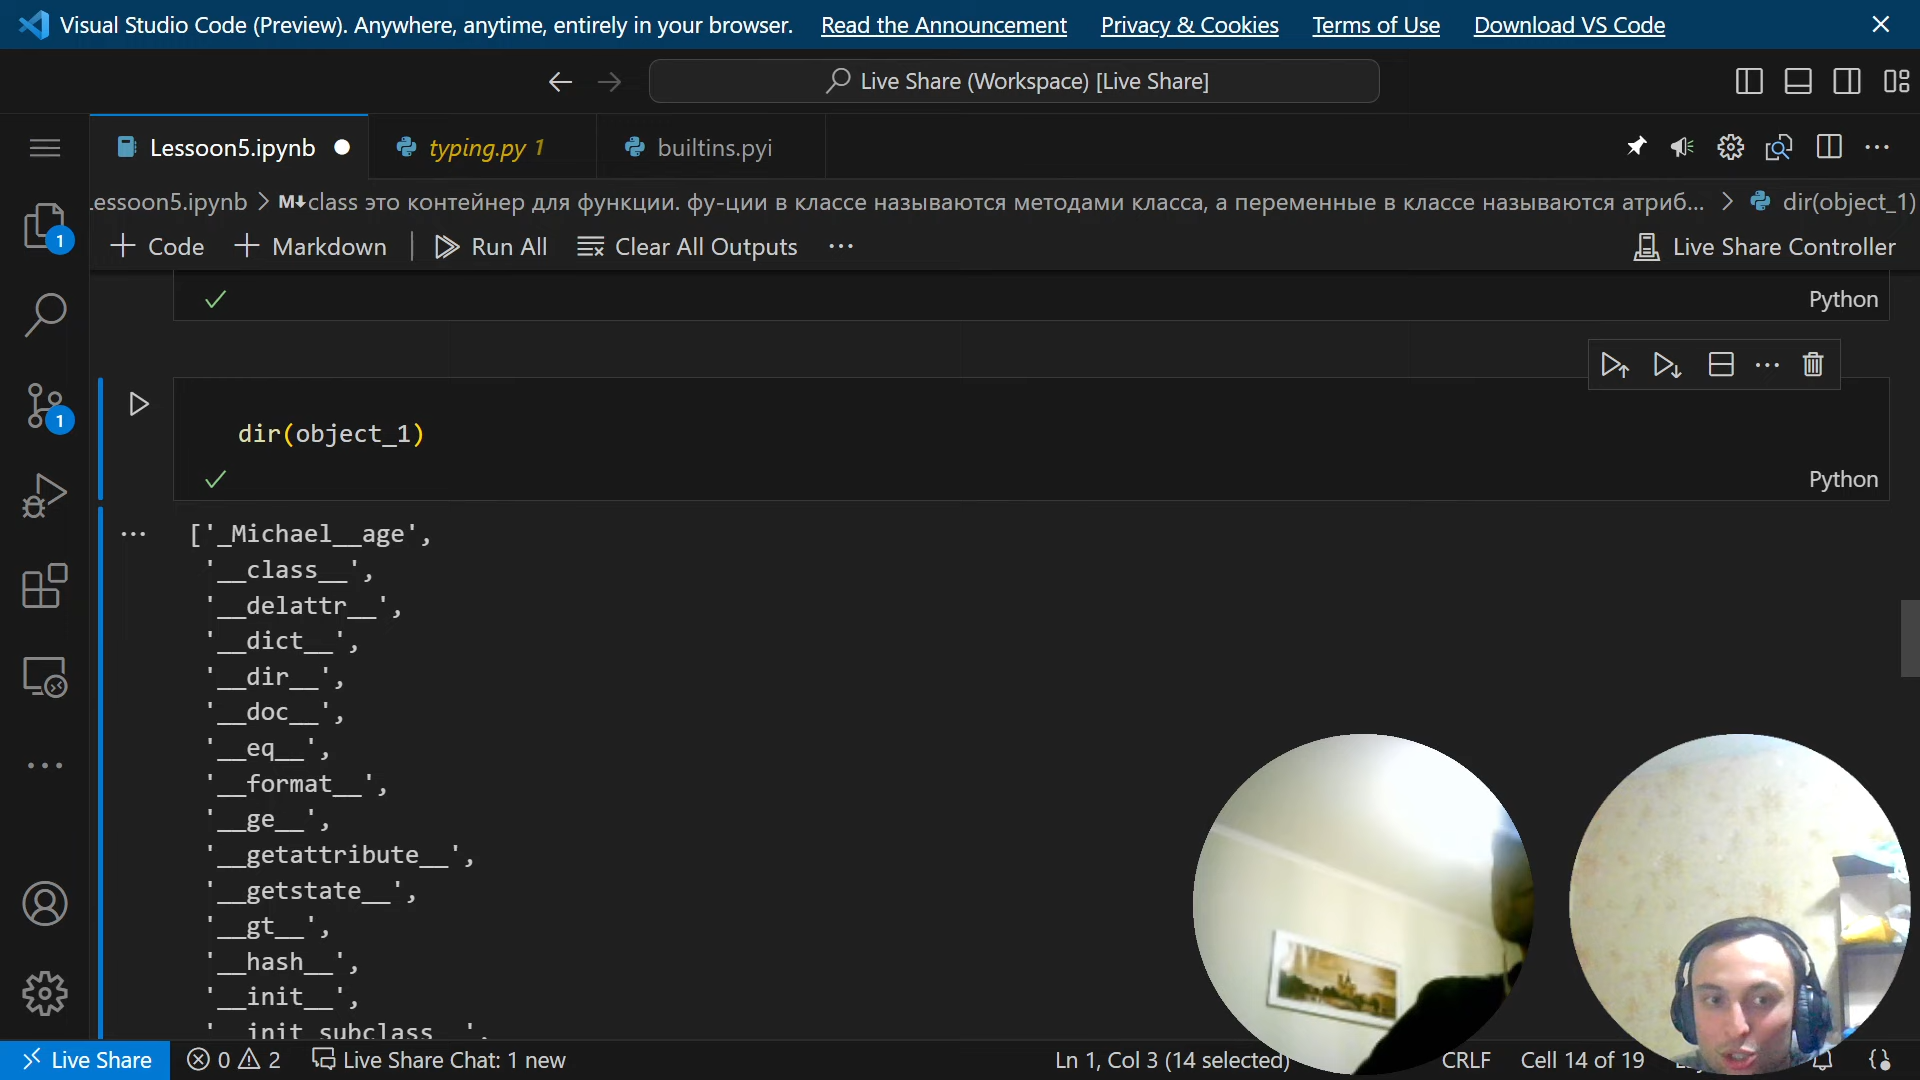 Visual Studio Code (Preview). Anywhere, anytime, entirely in your browser. Read the Announcement Privacy & Cookies Terms of Use Download VS Code
Live Share (Workspace) [Live Share]
Lessoon5.ipynb typing.py 1 builtins.pyi
essoon5.ipynb > M↓class это контейнер для функции. фу-ции в классе называются методами класса, а переменные в классе называются атриб... > dir(object_1)
+ Code + Markdown | Run All Clear All Outputs ... Live Share Controller
Python
1
1
dir(object_1)
Python
['_Michael__age',
'__class__',
'__delattr__',
'__dict__',
'__dir__',
'__doc__',
'__eq__',
'__format__',
'__ge__',
'__getattribute__',
'__getstate__',
'__gt__',
'__hash__',
'__init__',
'__init_subclass__',
Live Share 0 2 Live Share Chat: 1 new Ln 1, Col 3 (14 selected) CRLF Cell 14 of 19